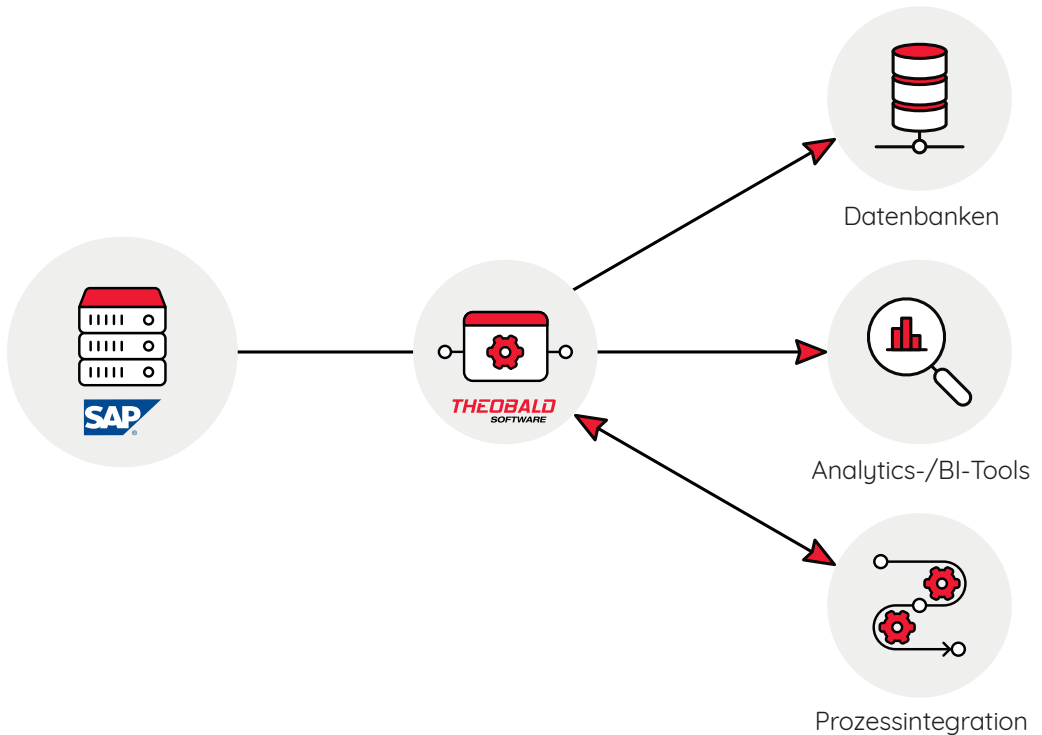 Datenbanken
SAP
®
THEOBALD
SOFTWARE
Analytics-/BI-Tools
Prozessintegration